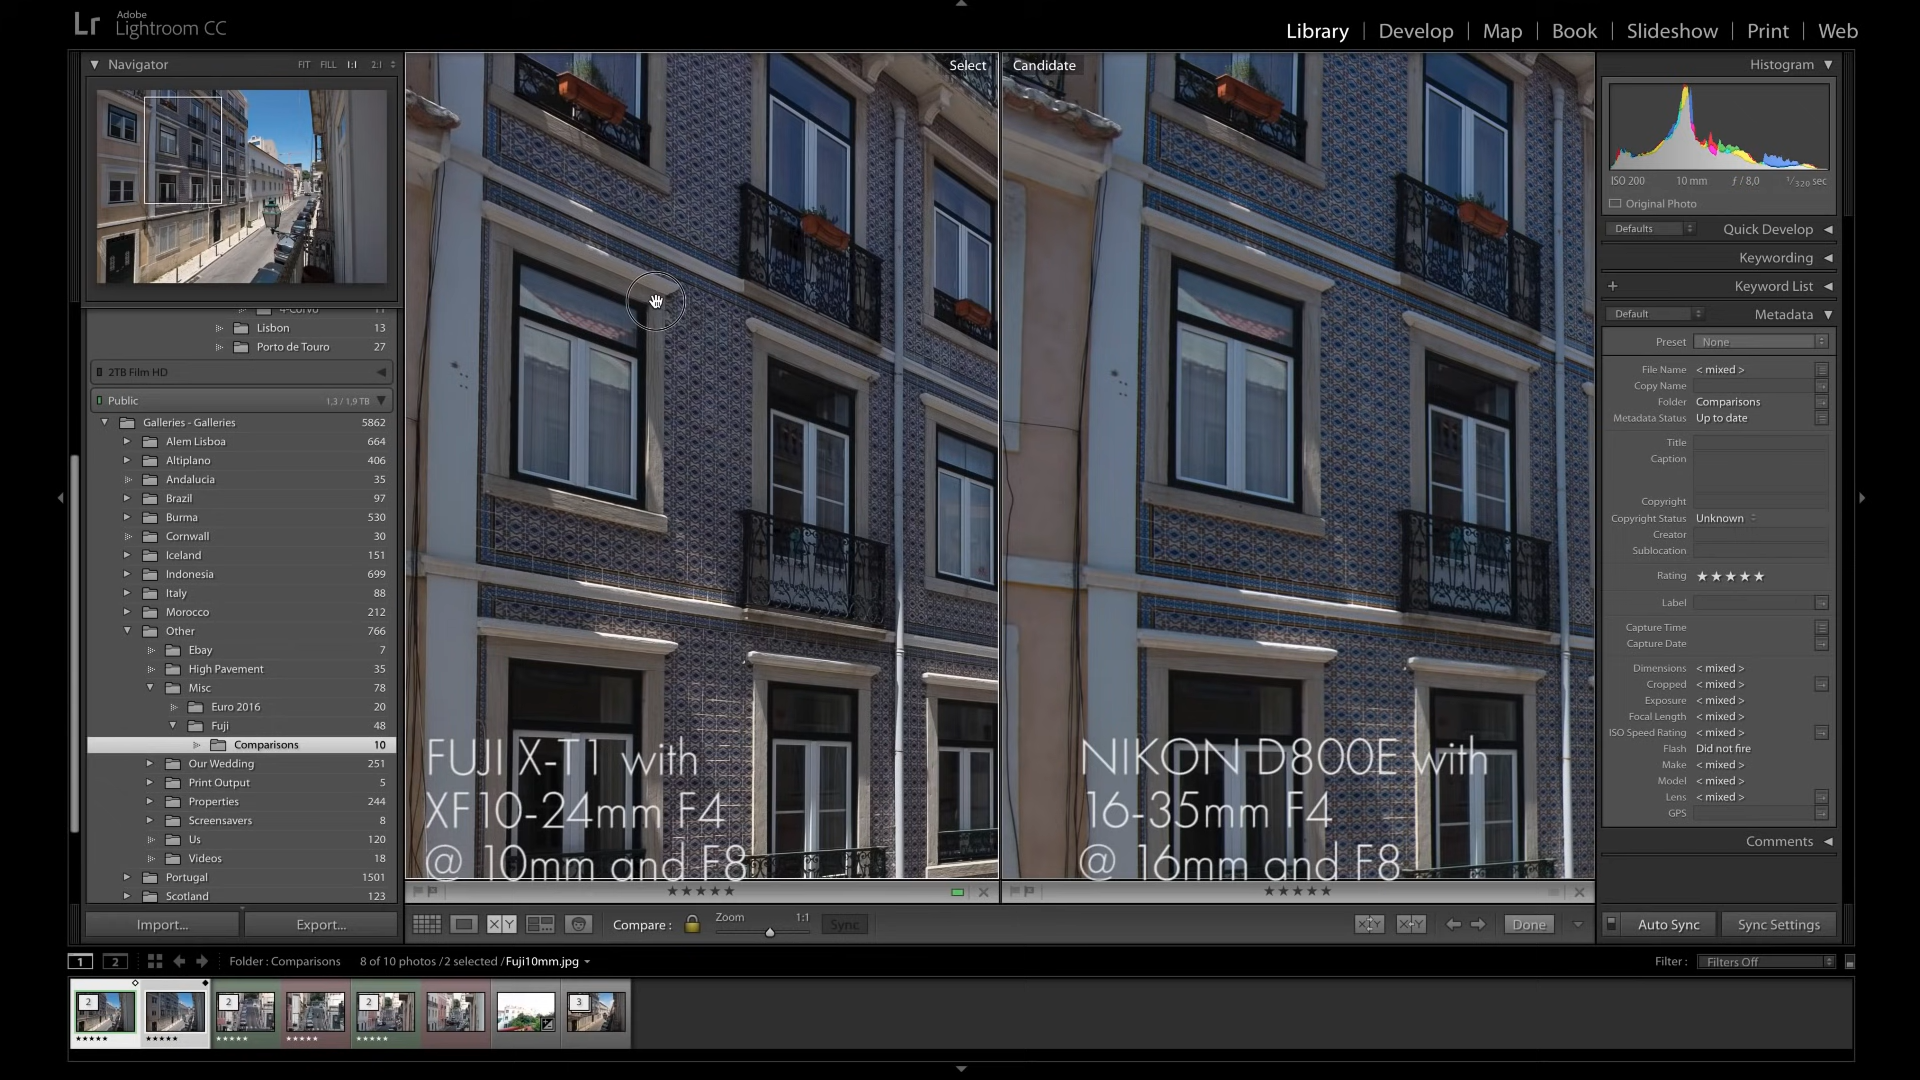 Lr Adobe
Lightroom CC
Library | Develop | Map | Book | Slideshow | Print | Web
Navigator FIT FILL 1:1 2:1
4-Corvo 11
Lisbon 13
Porto de Touro 27
2TB Film HD
Public 1,3 / 1,9 TB
Galleries - Galleries 5862
Alem Lisboa 664
Altiplano 406
Andalucia 35
Brazil 97
Burma 530
Cornwall 30
Iceland 151
Indonesia 699
Italy 88
Morocco 212
Other 766
Ebay 7
High Pavement 35
Misc 78
Euro 2016 20
Fuji 48
Comparisons 10
Our Wedding 251
Print Output 5
Properties 244
Screensavers 8
Us 120
Videos 18
Portugal 1501
Scotland 123
Import... Export...
Select
FUJI X-T1 with
XF10-24mm F4
@ 10mm and F8
Candidate
NIKON D800E with
16-35mm F4
@ 16mm and F8
Histogram
ISO 200 10 mm ƒ / 8,0 1/320 sec
Original Photo
Defaults Quick Develop
Keywording
+ Keyword List
Default Metadata
Preset None
File Name < mixed >
Copy Name
Folder Comparisons
Metadata Status Up to date
Title
Caption
Copyright
Copyright Status Unknown
Creator
Sublocation
Rating ★★★★★
Label
Capture Time
Capture Date
Dimensions < mixed >
Cropped < mixed >
Exposure < mixed >
Focal Length < mixed >
ISO Speed Rating < mixed >
Flash Did not fire
Make < mixed >
Model < mixed >
Lens < mixed >
GPS
Comments
XY Compare : Zoom 1:1 Sync
X Y X Y Done
Auto Sync Sync Settings
1 2 Folder : Comparisons 8 of 10 photos / 2 selected / Fuji10mm.jpg
Filter : Filters Off
2 2 2 3